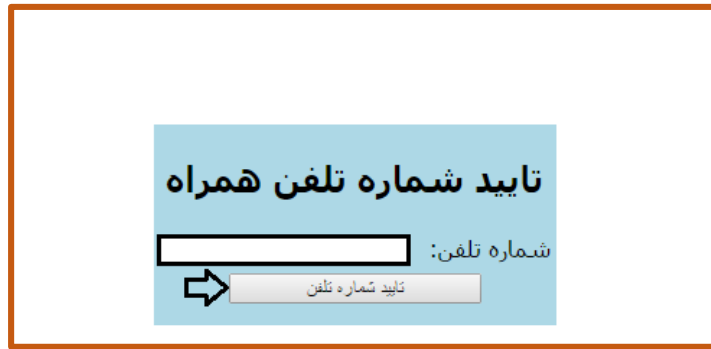 تایید شماره تلفن همراه
شماره تلفن:
تایید شماره تلفن